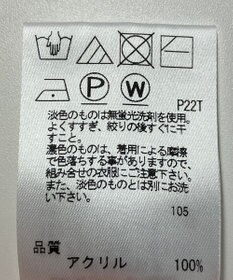 P W P22T
淡色のものは無蛍光洗剤を使用。
よくすすぎ、絞りの後すぐに干
すこと。
濃色のものは、着用による摩擦
で色落ちする事がありますので、
組み合せの衣服にご注意下さい。
また、淡色のものとは別にお洗
い下さい。
105
品質
アクリル 100%